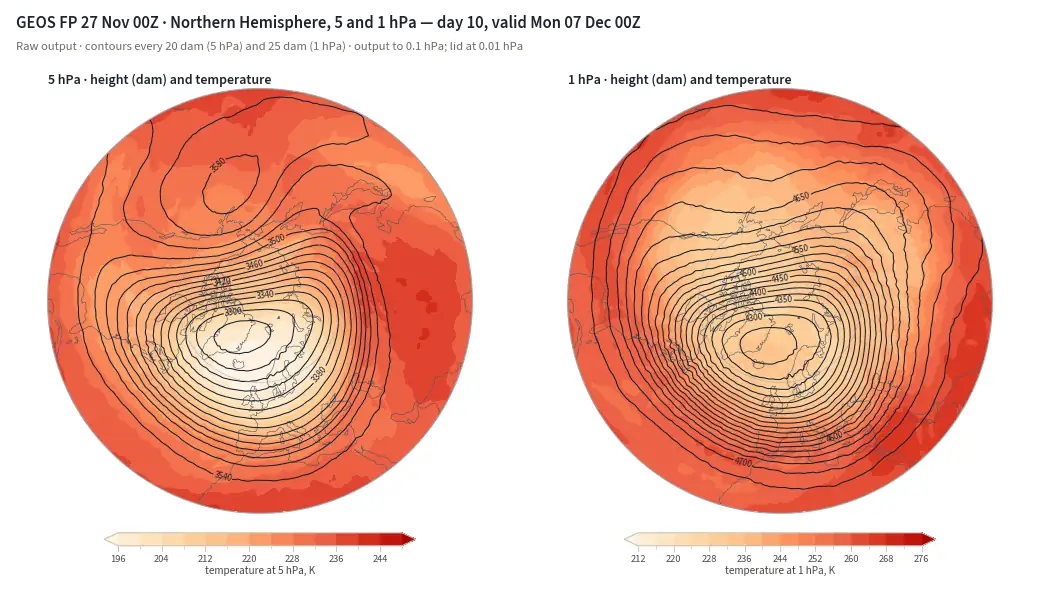 GEOS FP 27 Nov 00Z · Northern Hemisphere, 5 and 1 hPa — day 10, valid Mon 07 Dec 00Z
Raw output · contours every 20 dam (5 hPa) and 25 dam (1 hPa) · output to 0.1 hPa; lid at 0.01 hPa
5 hPa · height (dam) and temperature
1 hPa · height (dam) and temperature
3580
3500
3460
3420
3340
3300
3380
3540
4650
4550
4500
4450
4400
4350
4300
4600
4700
196 204 212 220 228 236 244
temperature at 5 hPa, K
212 220 228 236 244 252 260 268 276
temperature at 1 hPa, K